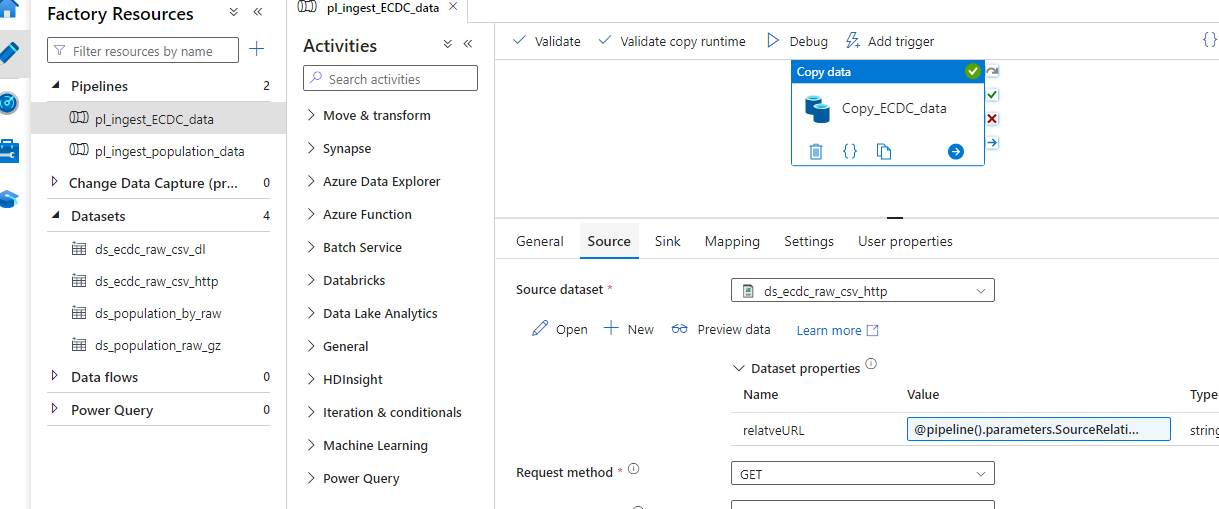 Factory Resources
Filter resources by name
Pipelines 2
pl_ingest_ECDC_data
pl_ingest_population_data
Change Data Capture (pr... 0
Datasets 4
ds_ecdc_raw_csv_dl
ds_ecdc_raw_csv_http
ds_population_by_raw
ds_population_raw_gz
Data flows 0
Power Query 0
pl_ingest_ECDC_data
Activities
Search activities
Move & transform
Synapse
Azure Data Explorer
Azure Function
Batch Service
Databricks
Data Lake Analytics
General
HDInsight
Iteration & conditionals
Machine Learning
Power Query
Validate Validate copy runtime Debug Add trigger {}
Copy data
Copy_ECDC_data
{}
General Source Sink Mapping Settings User properties
Source dataset * ds_ecdc_raw_csv_http
Open New Preview data Learn more
Dataset properties
Name Value Type
relatveURL @pipeline().parameters.SourceRelati... string
Request method * GET